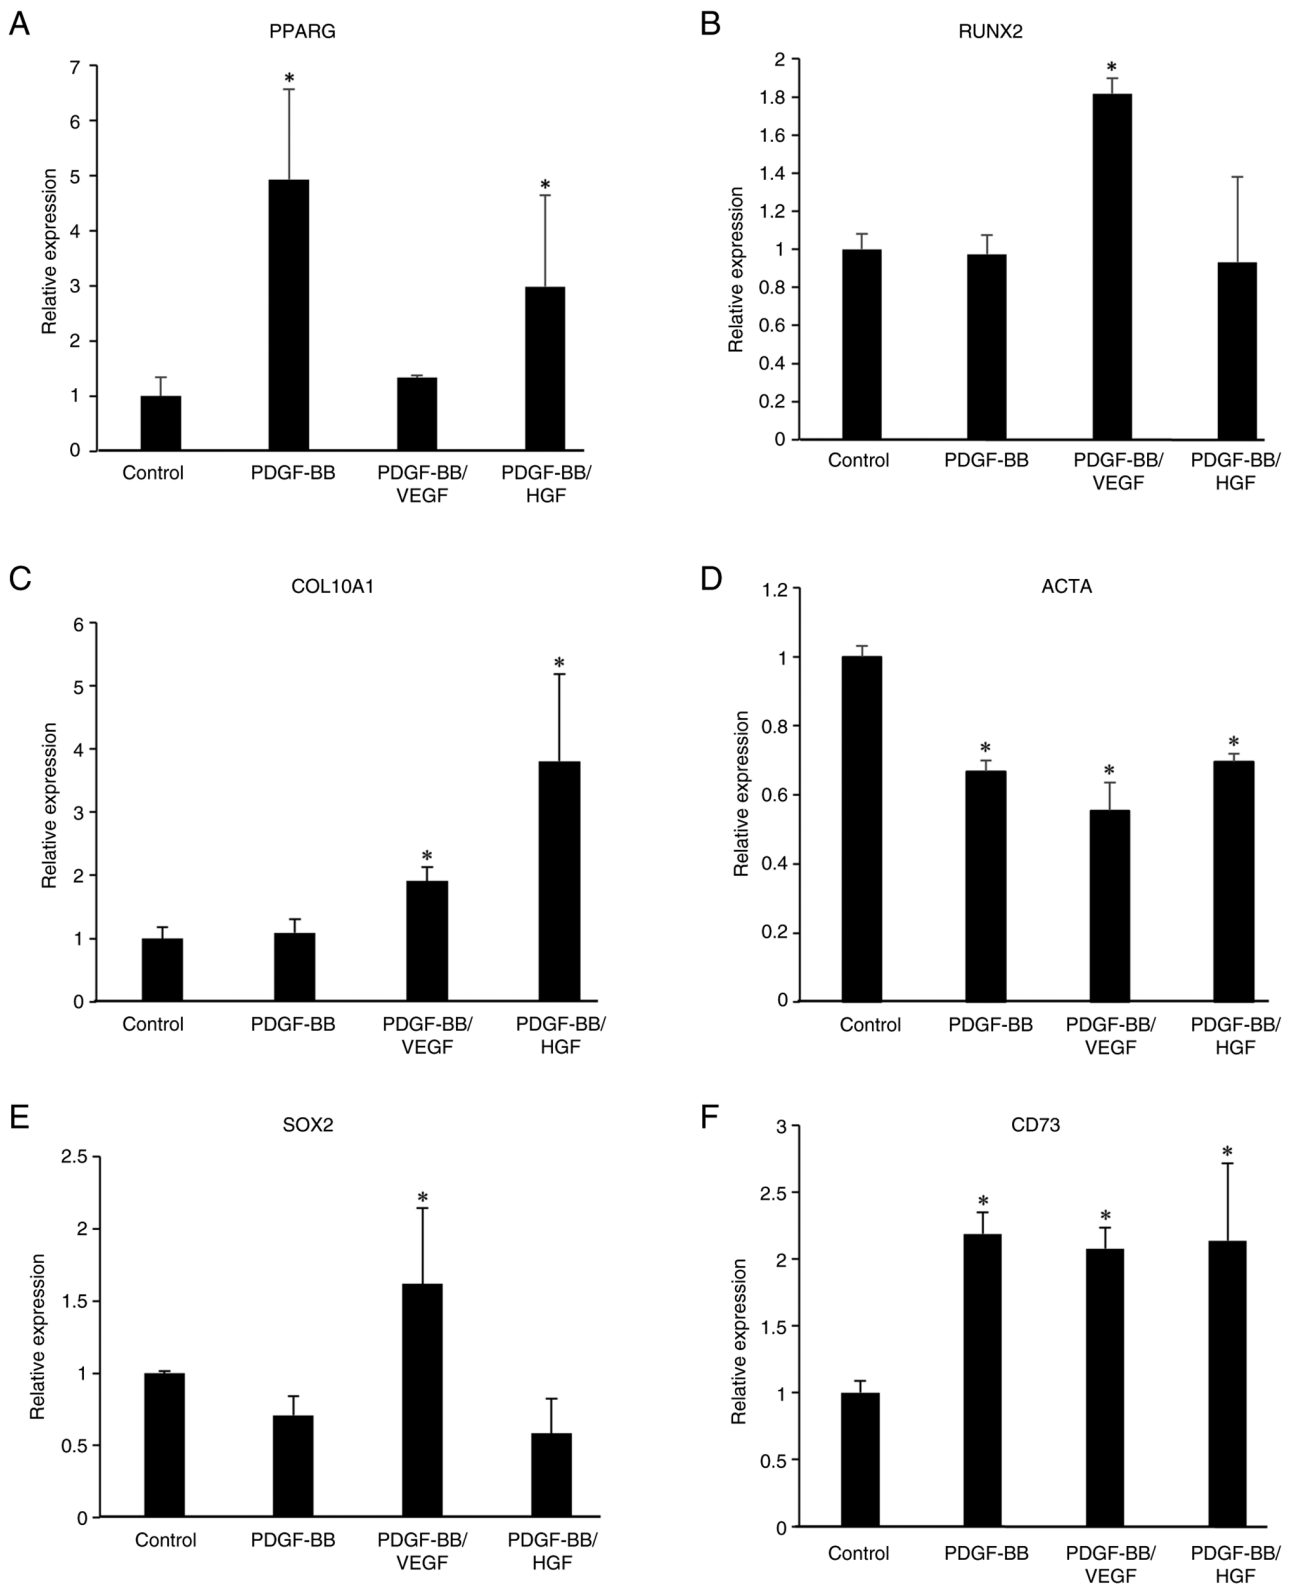 A
PPARG
7
6
5
4
3
2
1
0
Relative expression
*
*
Control
PDGF-BB
PDGF-BB/
VEGF
PDGF-BB/
HGF
B
RUNX2
2
1.8
1.6
1.4
1.2
1
0.8
0.6
0.4
0.2
0
Relative expression
*
Control
PDGF-BB
PDGF-BB/
VEGF
PDGF-BB/
HGF
C
COL10A1
6
5
4
3
2
1
0
Relative expression
*
*
Control
PDGF-BB
PDGF-BB/
VEGF
PDGF-BB/
HGF
D
ACTA
1.2
1
0.8
0.6
0.4
0.2
0
Relative expression
*
*
*
Control
PDGF-BB
PDGF-BB/
VEGF
PDGF-BB/
HGF
E
SOX2
2.5
2
1.5
1
0.5
0
Relative expression
*
Control
PDGF-BB
PDGF-BB/
VEGF
PDGF-BB/
HGF
F
CD73
3
2.5
2
1.5
1
0.5
0
Relative expression
*
*
*
Control
PDGF-BB
PDGF-BB/
VEGF
PDGF-BB/
HGF